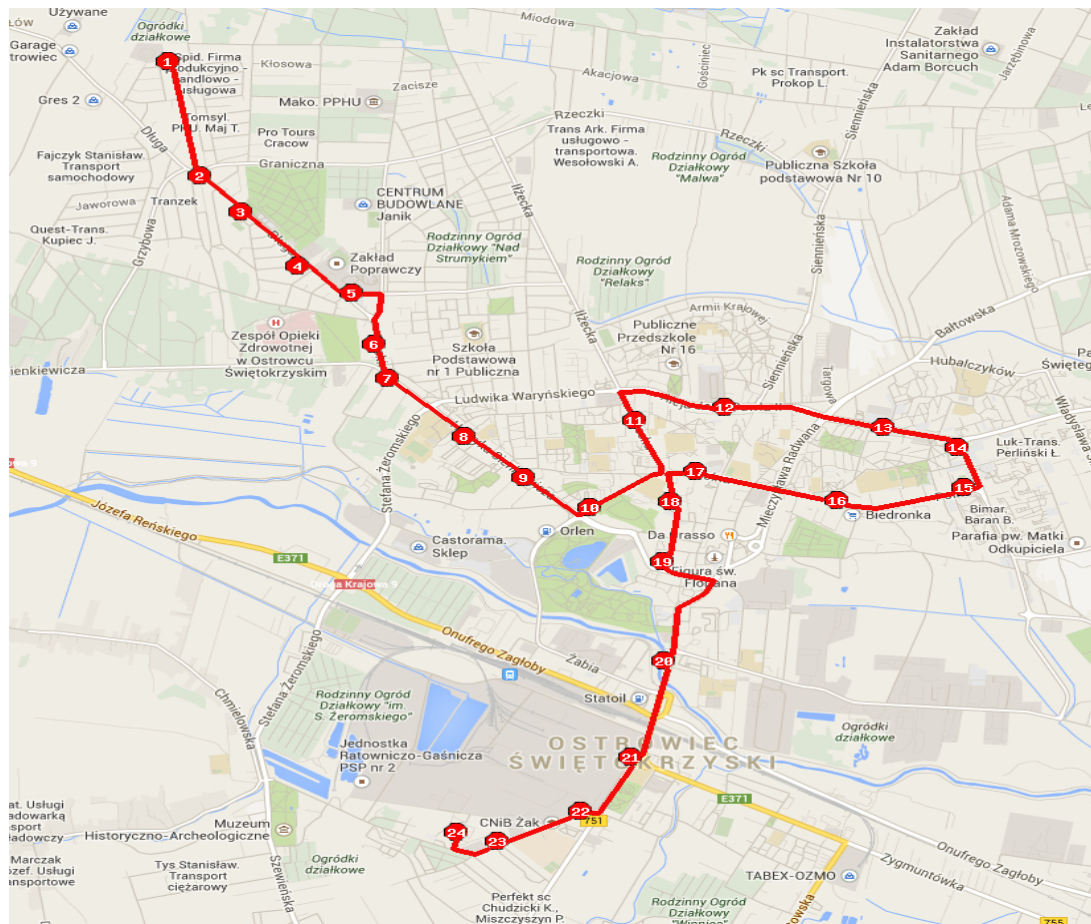 Używane
Ogródki
działkowe
Miodowa
Garage
Zakład
Instalatorstwa
Sanitarnego
Adam Borcuch
Jarzębinowa
1
Spid. Firma
Kłosowa
usługowa
Zacisze
Akacjowa
Gościniec
Pk sc Transport.
Prokop L.
Sienneńska
Gres 2
Mako. PPHU
Tomsyl.
PHU. Maj T.
Pro Tours
Cracow
Długa
Rzeczki
Trans Ark. Firma
usługowo -
transportowa.
Wesołowski A.
Rzeczki
Rodzinny Ogród
Działkowy
"Malwa"
Publiczna Szkoła
podstawowa Nr 10
Fajczyk Stanisław.
Transport
samochodowy
Graniczna
2
Iłżecka
Jaworowa
Tranzek
3
CENTRUM
BUDOWLANE
Janik
Adama Mrozowskiego
Quest-Trans.
Kupiec J.
Grzybowa
4
Zakład
Poprawczy
Rodzinny Ogród
Działkowy "Nad
Strumykiem"
Rodzinny Ogród
Działkowy
"Relaks"
Sienneńska
5
Iłżecka
Armii Krajowej
Bałtowska
Zespół Opieki
Zdrowotnej
w Ostrowcu
Świętokrzyskim
6
Szkoła
Podstawowa
nr 1 Publiczna
Publiczne
Przedszkole
Nr 16
Sienneńska
Targowa
Hubalczyków
ienkiewicza
7
Ludwika Waryńskiego
11
12
13
14
Mieczysława Radwana
Luk-Trans.
Perliński Ł.
8
Stefana Żeromskiego
9
17
15
10
18
16
Biedronka
Bimar.
Baran B.
Józefa Reńskiego
Castorama.
Sklep
Orlen
Da Grasso
Parafia pw. Matki
Odkupiciela
E371
19
Figura św.
Floriana
Droga Krajowa 9
Onufrego Zagłoby
Żabia
20
Stefana Żeromskiego
Statoil
Chmielowska
Rodzinny Ogród
Działkowy "im.
S. Żeromskiego"
Ogródki
działkowe
Jednostka
Ratowniczo-Gaśnicza
PSP nr 2
OSTROWIEC
ŚWIĘTOKRZYSKI
21
E371
22
751
24
CNiB Żak
23
Muzeum
Historyczno-Archeologiczne
Marczak
Tys Stanisław.
Transport
ciężarowy
Ogródki
działkowe
Szewieńska
Onufrego Zagłoby
Zygmuntówka
TABEX-OZMO
Perfekt sc
Chudzicki K.,
Miszczyszyn P.
Rodzinny Ogród
Działkowy
755